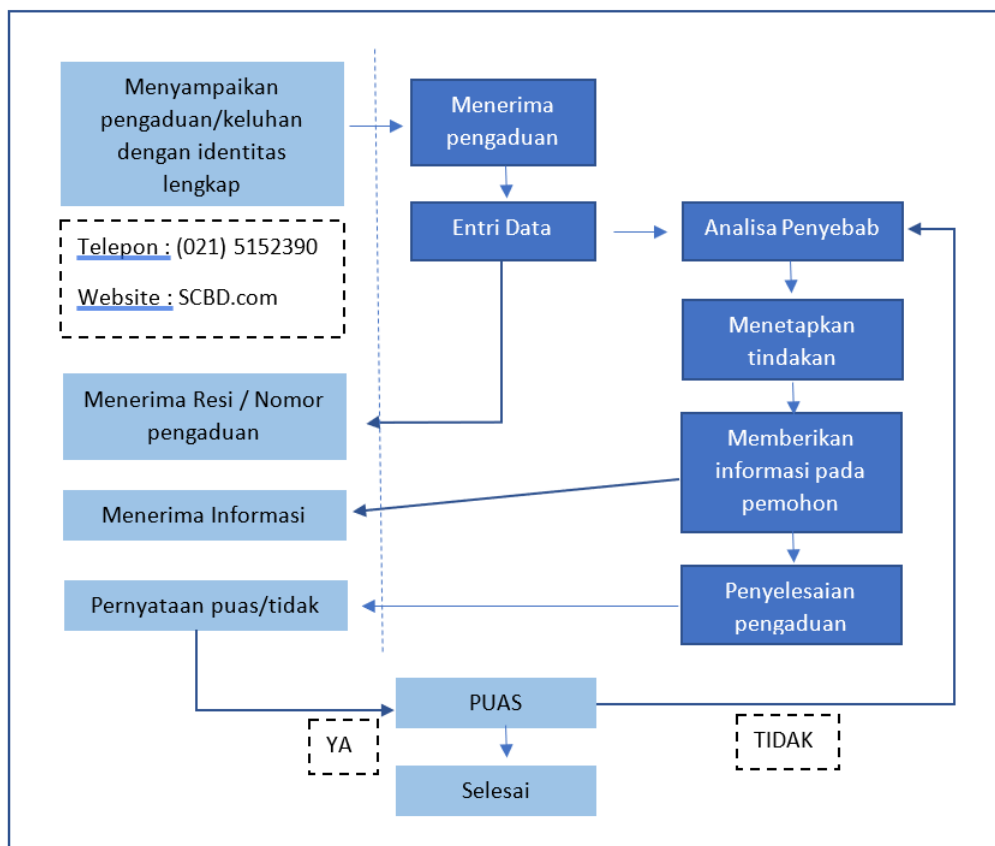 Menyampaikan
pengaduan/keluhan
dengan identitas
lengkap
Menerima
pengaduan
Telepon : (021) 5152390
Website : SCBD.com
Entri Data
Analisa Penyebab
Menetapkan
tindakan
Menerima Resi / Nomor
pengaduan
Memberikan
informasi pada
pemohon
Menerima Informasi
Pernyataan puas/tidak
Penyelesaian
pengaduan
PUAS
YA
TIDAK
Selesai